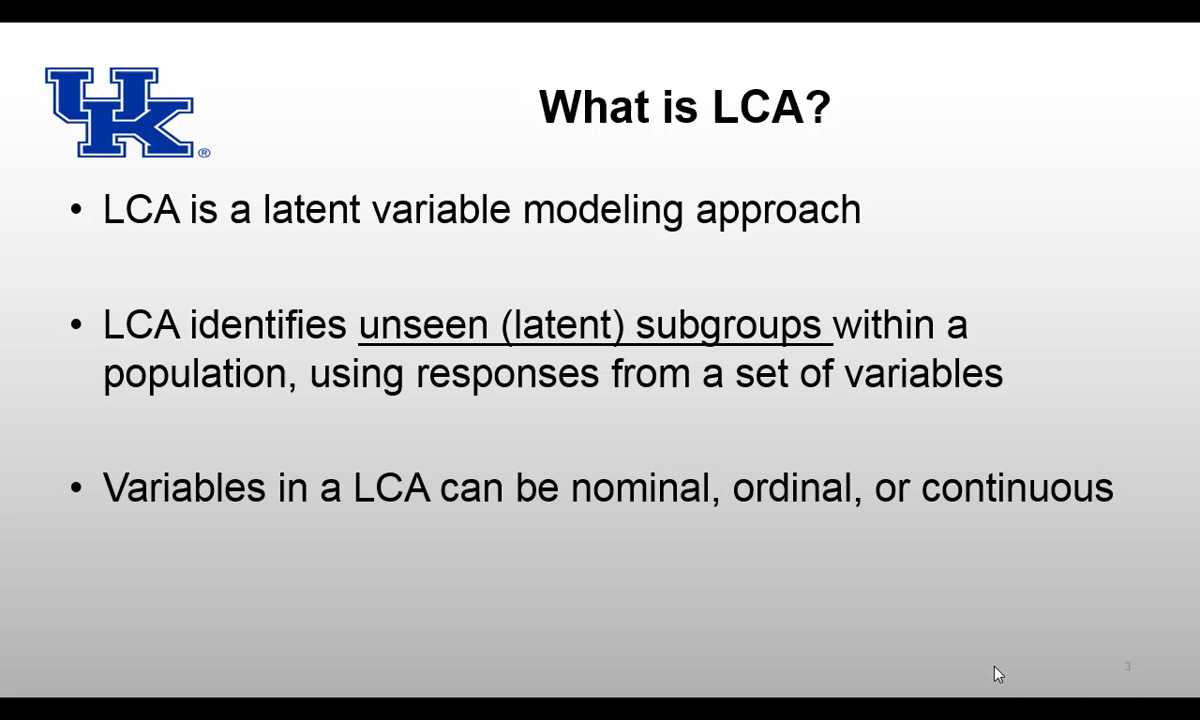 UK ®
What is LCA?
• LCA is a latent variable modeling approach
• LCA identifies unseen (latent) subgroups within a
population, using responses from a set of variables
• Variables in a LCA can be nominal, ordinal, or continuous
3